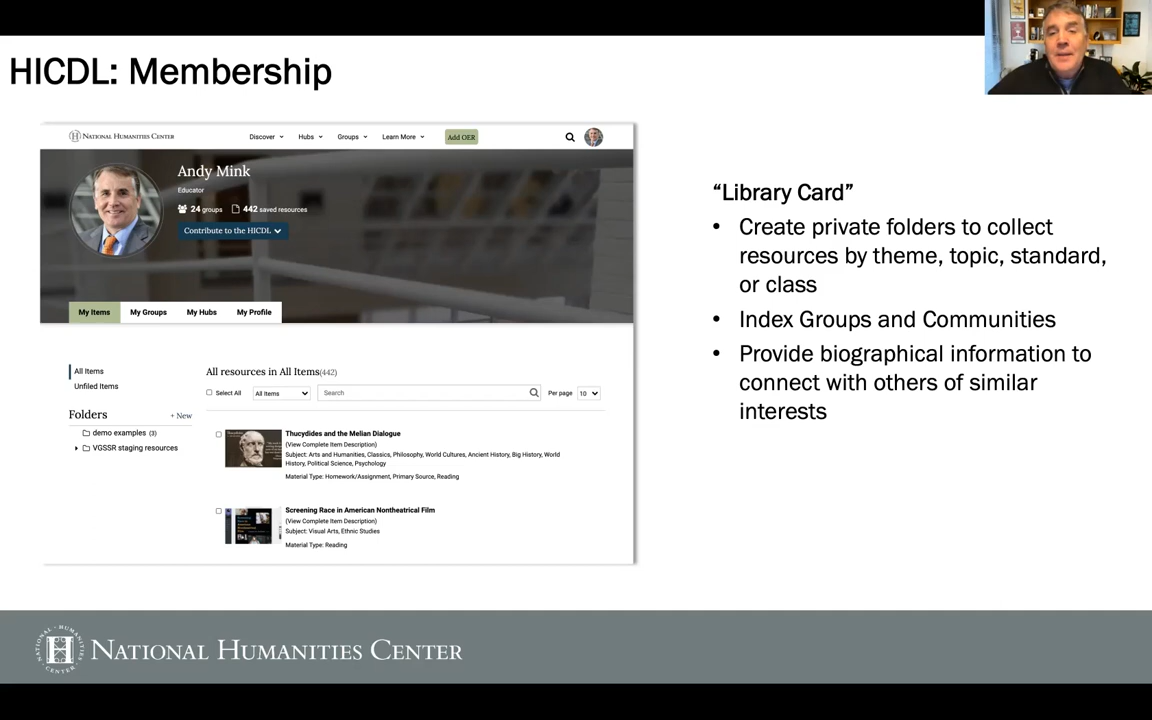 HICDL: Membership
NATIONAL HUMANITIES CENTER
Discover
Hubs
Groups
Learn More
Add OER
Andy Mink
Educator
24 groups
442 saved resources
Contribute to the HICDL
My Items
My Groups
My Hubs
My Profile
All Items
Unfiled Items
Folders
+ New
demo examples (3)
VGSSR staging resources
All resources in All Items(442)
Select All
All Items
Search
Per page
10
Thucydides and the Melian Dialogue
(View Complete Item Description)
Subject: Arts and Humanities, Classics, Philosophy, World Cultures, Ancient History, Big History, World
History, Political Science, Psychology
Material Type: Homework/Assignment, Primary Source, Reading
Screening Race in American Nontheatrical Film
(View Complete Item Description)
Subject: Visual Arts, Ethnic Studies
Material Type: Reading
“Library Card”
• Create private folders to collect
resources by theme, topic, standard,
or class
• Index Groups and Communities
• Provide biographical information to
connect with others of similar
interests
NATIONAL HUMANITIES CENTER